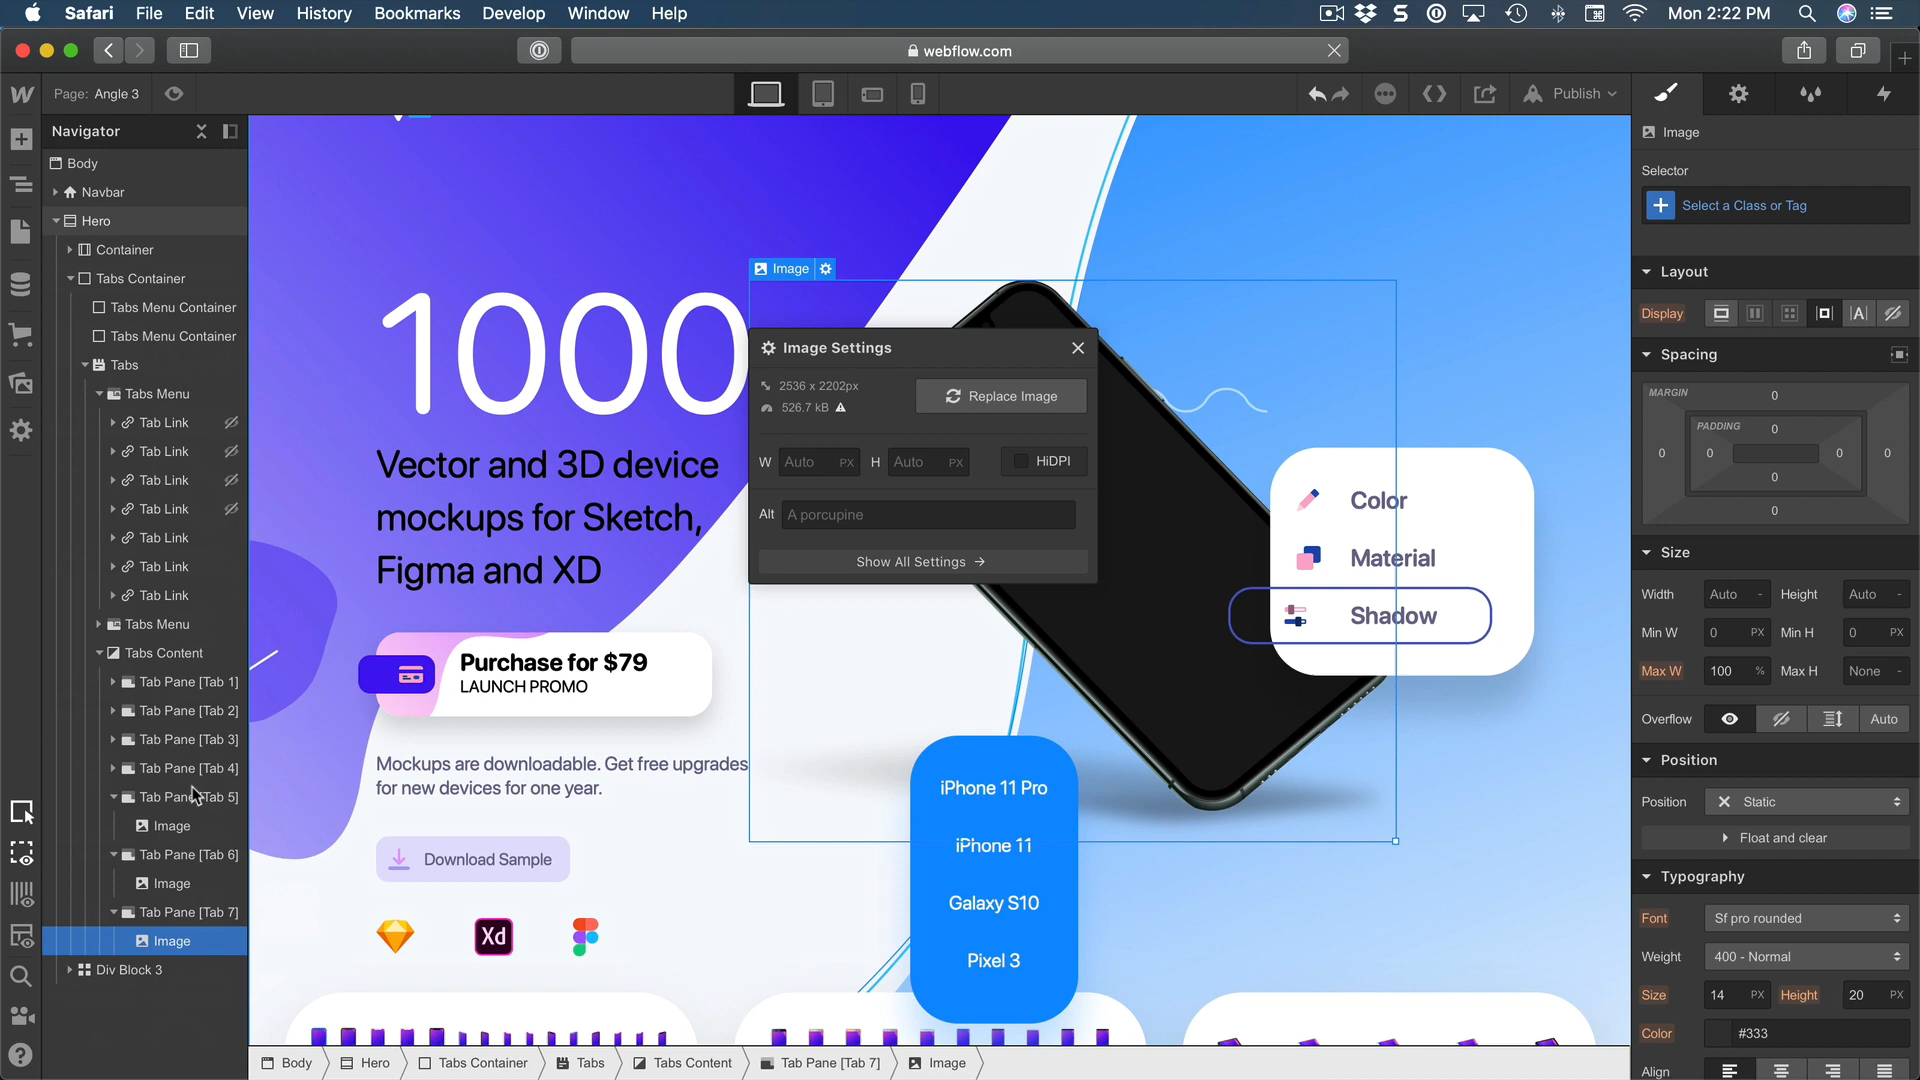 Safari File Edit View History Bookmarks Develop Window Help
Mon 2:22 PM
webflow.com
Page: Angle 3
Publish
Navigator
Body
Navbar
Hero
Container
Tabs Container
Tabs Menu Container
Tabs Menu Container
Tabs
Tabs Menu
Tab Link
Tab Link
Tab Link
Tab Link
Tab Link
Tab Link
Tab Link
Tabs Menu
Tabs Content
Tab Pane [Tab 1]
Tab Pane [Tab 2]
Tab Pane [Tab 3]
Tab Pane [Tab 4]
Tab Pane [Tab 5]
Image
Tab Pane [Tab 6]
Image
Tab Pane [Tab 7]
Image
Div Block 3
1000
Vector and 3D device
mockups for Sketch,
Figma and XD
Purchase for $79
LAUNCH PROMO
Mockups are downloadable. Get free upgrades
for new devices for one year.
Download Sample
Xd
Image
Image Settings
2536 x 2202px
526.7 kB
Replace Image
W Auto PX H Auto PX HiDPI
Alt A porcupine
Show All Settings
Color
Material
Shadow
iPhone 11 Pro
iPhone 11
Galaxy S10
Pixel 3
Body Hero Tabs Container Tabs Tabs Content Tab Pane [Tab 7] Image
Image
Selector
Select a Class or Tag
Layout
Display
Spacing
MARGIN
0
PADDING
0
0 0 0 0
0
0
Size
Width Auto - Height Auto -
Min W 0 PX Min H 0 PX
Max W 100 % Max H None -
Overflow Auto
Position
Position Static
Float and clear
Typography
Font Sf pro rounded
Weight 400 - Normal
Size 14 PX Height 20 PX
Color #333
Align